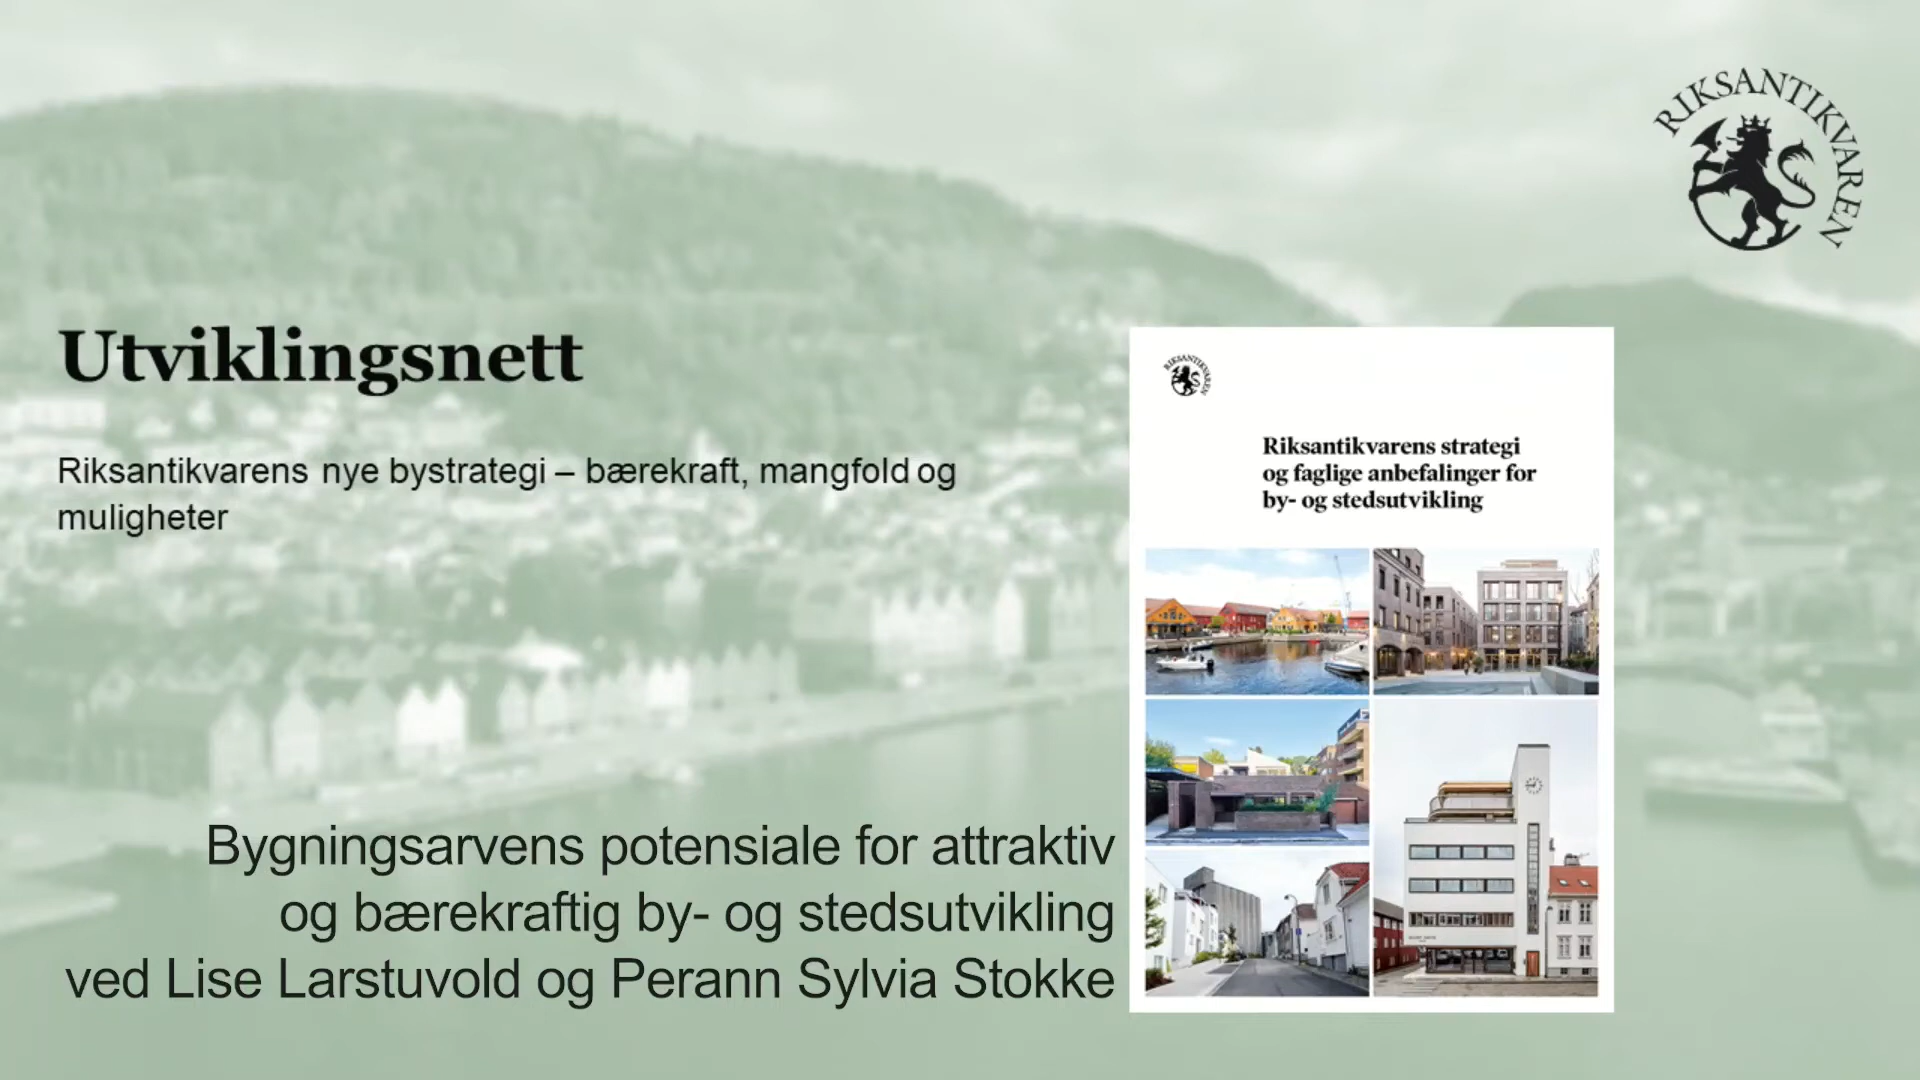 RIKSANTIKVAREN
Utviklingsnett
Riksantikvarens nye bystrategi – bærekraft, mangfold og
muligheter
RIKSANTIKVAREN
Riksantikvarens strategi
og faglige anbefalinger for
by- og stedsutvikling
Bygningsarvens potensiale for attraktiv
og bærekraftig by- og stedsutvikling
ved Lise Larstuvold og Perann Sylvia Stokke